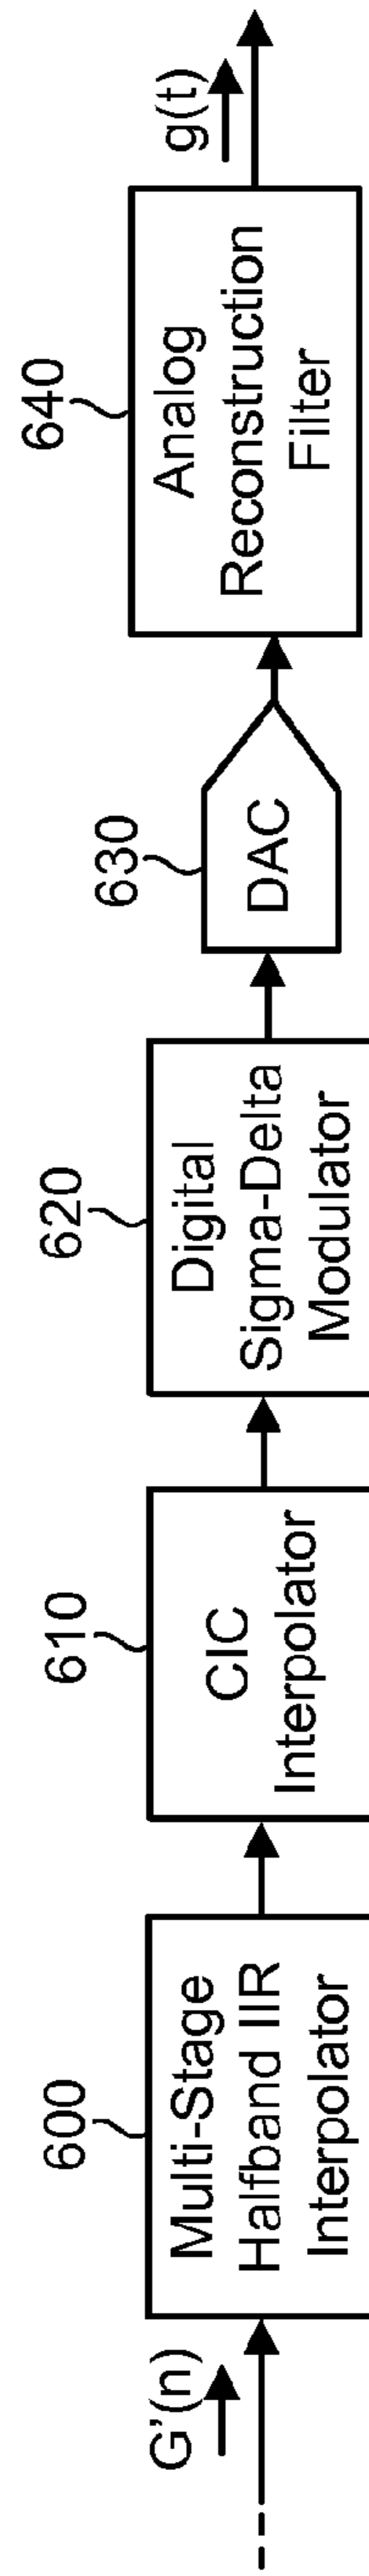 G'(n)
600
Multi-Stage
Halfband IIR
Interpolator
610
CIC
Interpolator
620
Digital
Sigma-Delta
Modulator
630
DAC
640
Analog
Reconstruction
Filter
g(t)